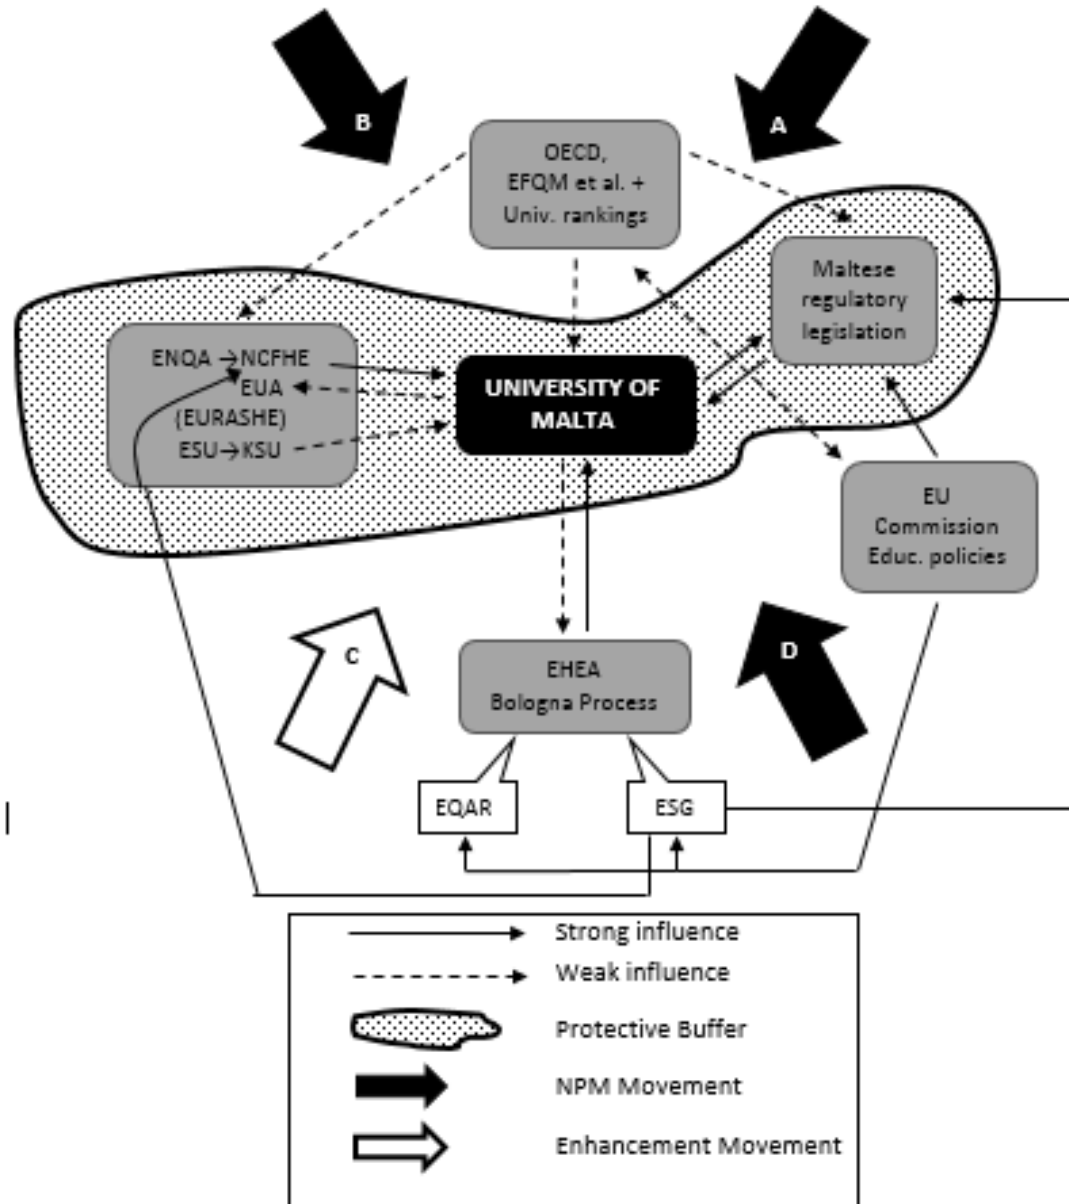 B
A
OECD,
EFQM et al. +
Univ. rankings
Maltese
regulatory
legislation
ENQA →NCFHE
EUA
(EURASHE)
ESU→KSU
UNIVERSITY OF
MALTA
EU
Commission
Educ. policies
C
D
EHEA
Bologna Process
EQAR
ESG
Strong influence
Weak influence
Protective Buffer
NPM Movement
Enhancement Movement